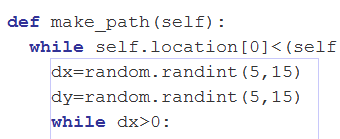 def make_path(self):
while self.location[0]<(self
dx=random.randint(5,15)
dy=random.randint(5,15)
while dx>0: